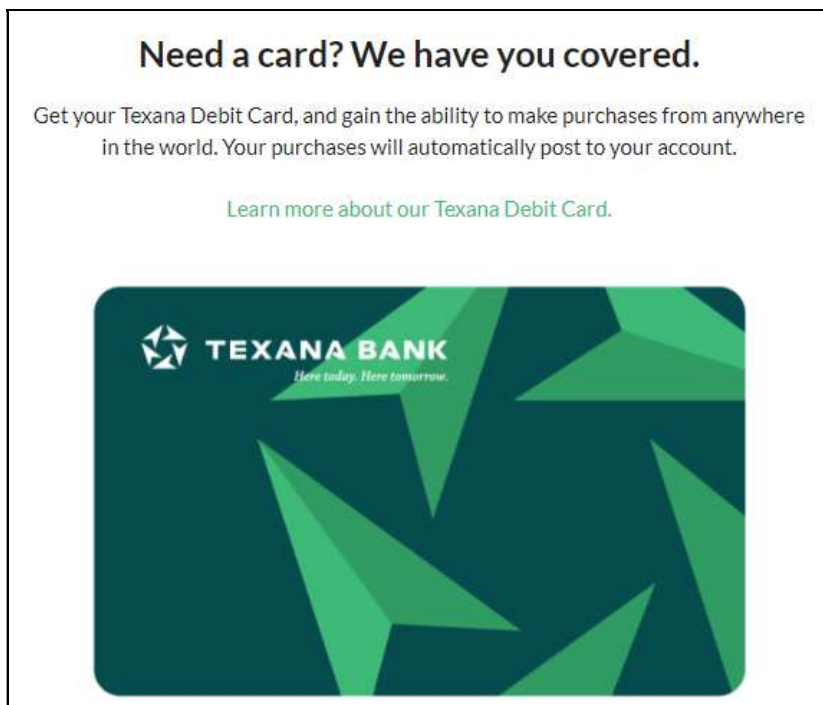 Need a card? We have you covered.
Get your Texana Debit Card, and gain the ability to make purchases from anywhere
in the world. Your purchases will automatically post to your account.
Learn more about our Texana Debit Card.
TEXANA BANK
Here today. Here tomorrow.